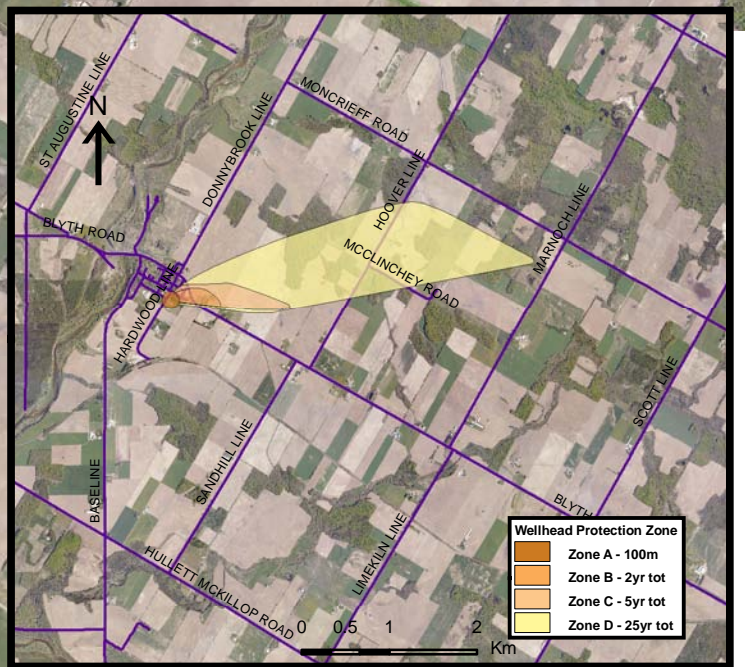 ST AUGUSTINE LINE
N
DONNYBROOK LINE
MONCRIEFF ROAD
HOOVER LINE
BLYTH ROAD
MCCLINCHEY ROAD
MARNOCH LINE
HARDWOOD LINE
SCOTT LINE
SANDHILL LINE
BASELINE
LIMEKILN LINE
BLYTH
HULLETT MCKILLOP ROAD
0 0.5 1 2
Km
Wellhead Protection Zone
Zone A - 100m
Zone B - 2yr tot
Zone C - 5yr tot
Zone D - 25yr tot